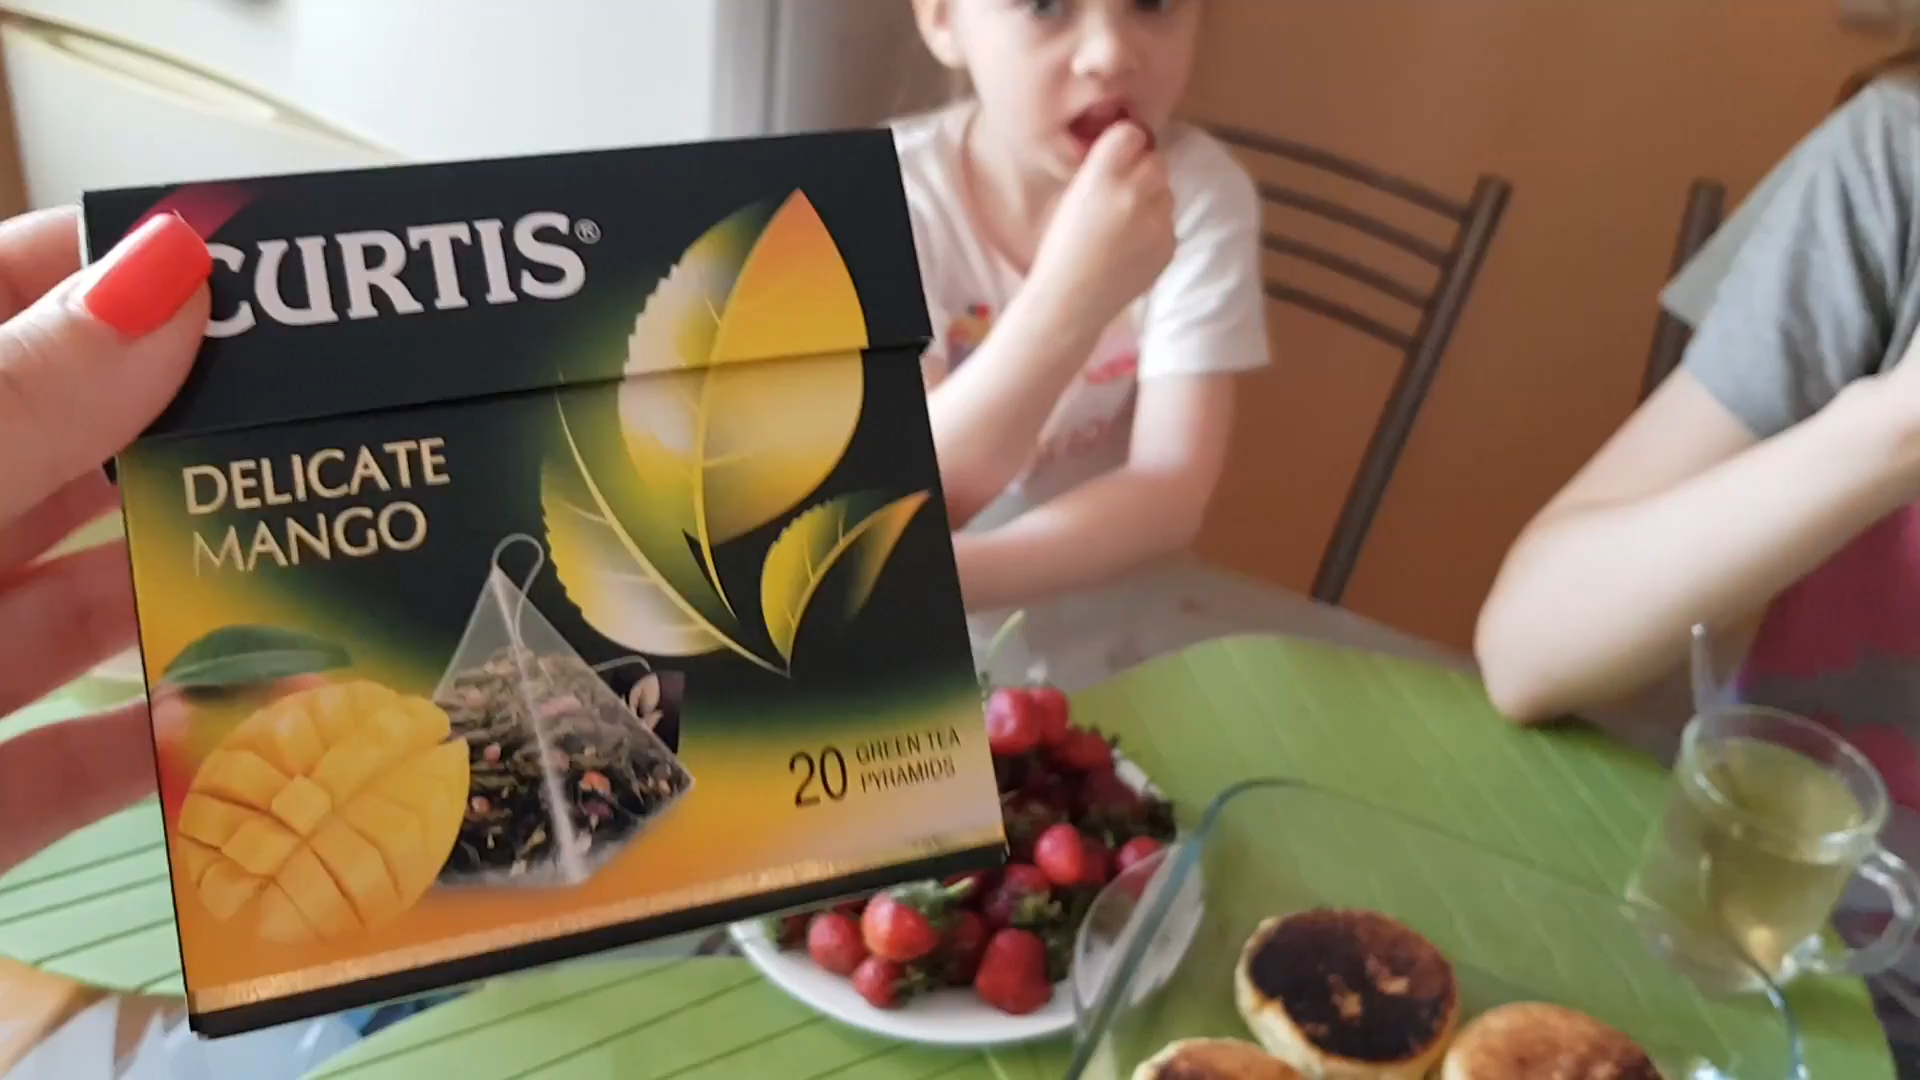 CURTIS®
DELICATE
MANGO
20 GREEN TEA
PYRAMIDS